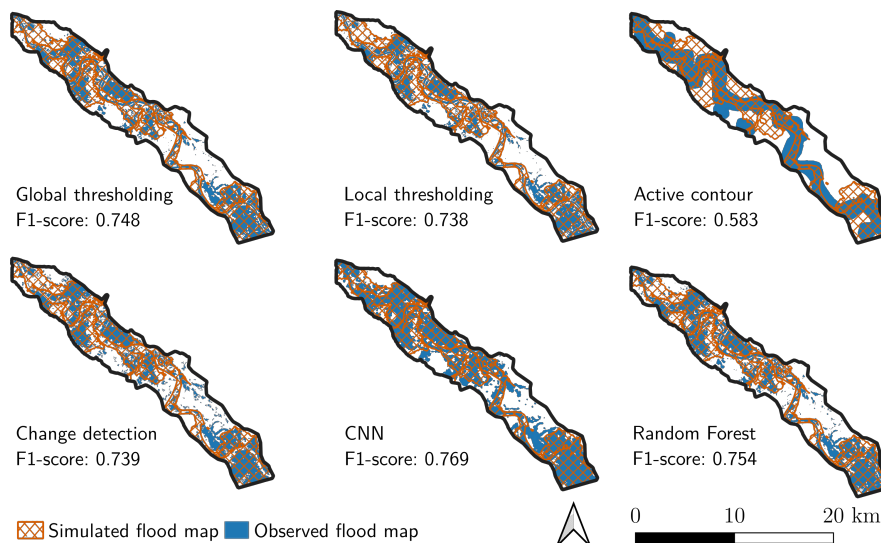 Global thresholding
F1-score: 0.748
Local thresholding
F1-score: 0.738
Active contour
F1-score: 0.583
Change detection
F1-score: 0.739
CNN
F1-score: 0.769
Random Forest
F1-score: 0.754
Simulated flood map
Observed flood map
0 10 20 km